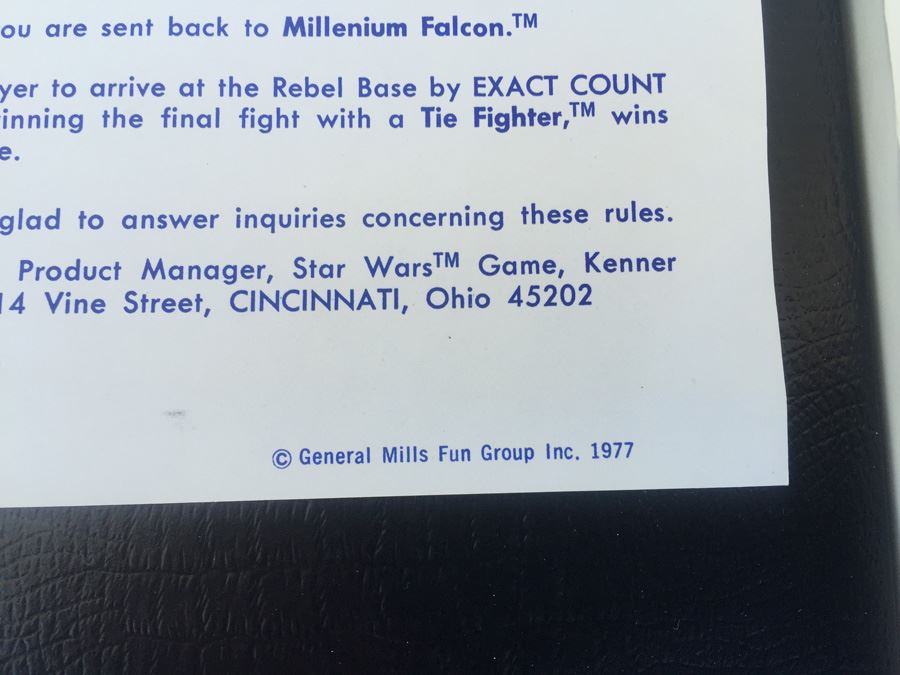 ou are sent back to Millenium Falcon.™
yer to arrive at the Rebel Base by EXACT COUNT
inning the final fight with a Tie Fighter,™ wins
e.
glad to answer inquiries concerning these rules.
Product Manager, Star Wars™ Game, Kenner
14 Vine Street, CINCINNATI, Ohio 45202
© General Mills Fun Group Inc. 1977